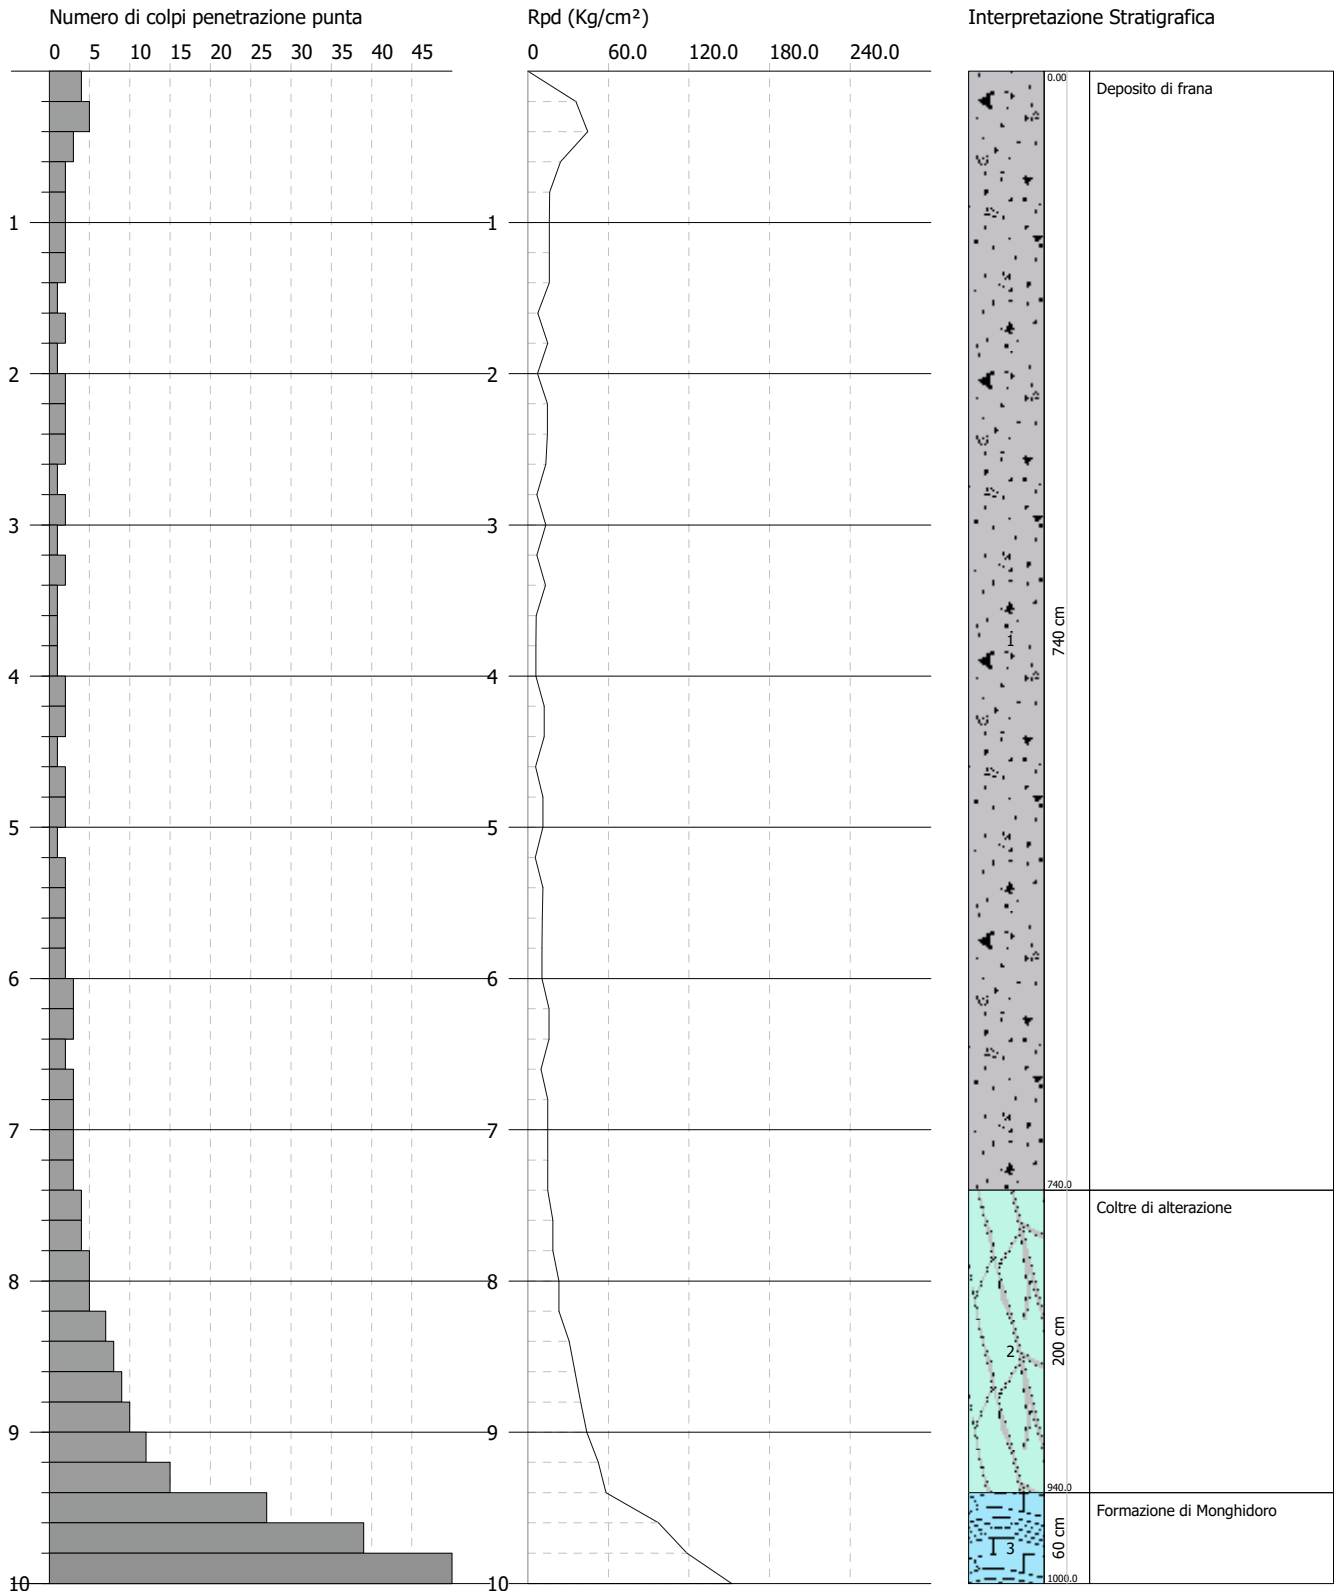 Numero di colpi penetrazione punta
Rpd (Kg/cm²)
Interpretazione Stratigrafica
0 5 10 15 20 25 30 35 40 45
0 60.0 120.0 180.0 240.0
0.00
Deposito di frana
1 1
2 2
3 3
740 cm
1
4 4
5 5
6 6
7 7
740.0
Coltre di alterazione
8 8
200 cm
2
9 9
940.0
Formazione di Monghidoro
60 cm
3
10 10
1000.0